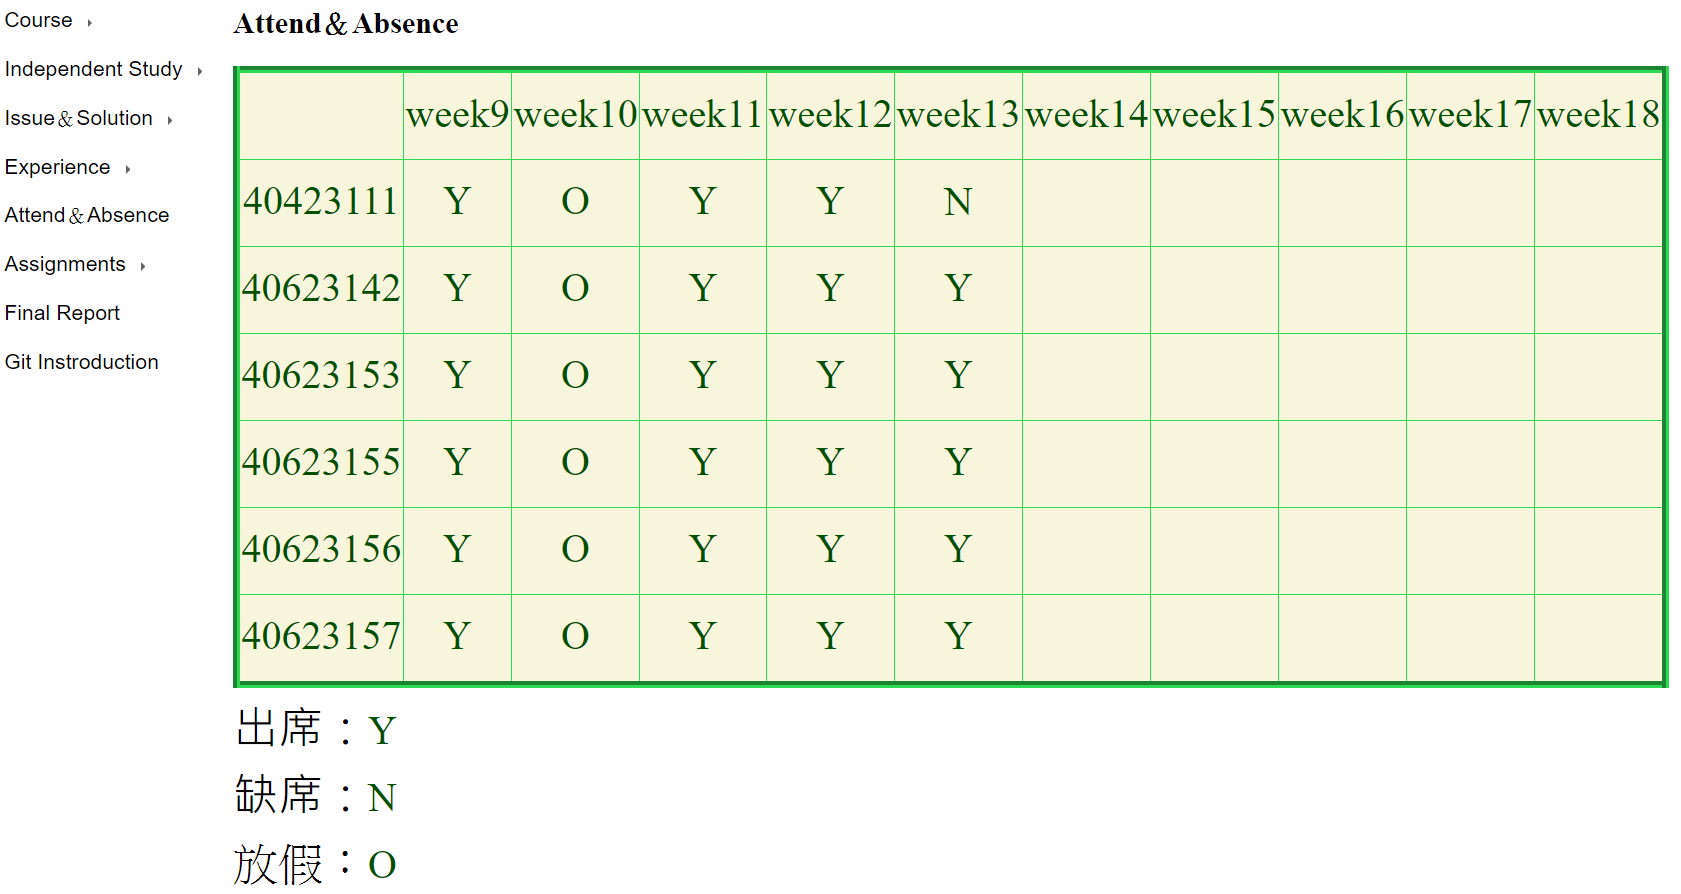 Course
Independent Study
Issue＆Solution
Experience
Attend＆Absence
Assignments
Final Report
Git Instroduction
Attend＆Absence
week9 week10 week11 week12 week13 week14 week15 week16 week17 week18
40423111 Y O Y Y N
40623142 Y O Y Y Y
40623153 Y O Y Y Y
40623155 Y O Y Y Y
40623156 Y O Y Y Y
40623157 Y O Y Y Y
出席：Y
缺席：N
放假：O